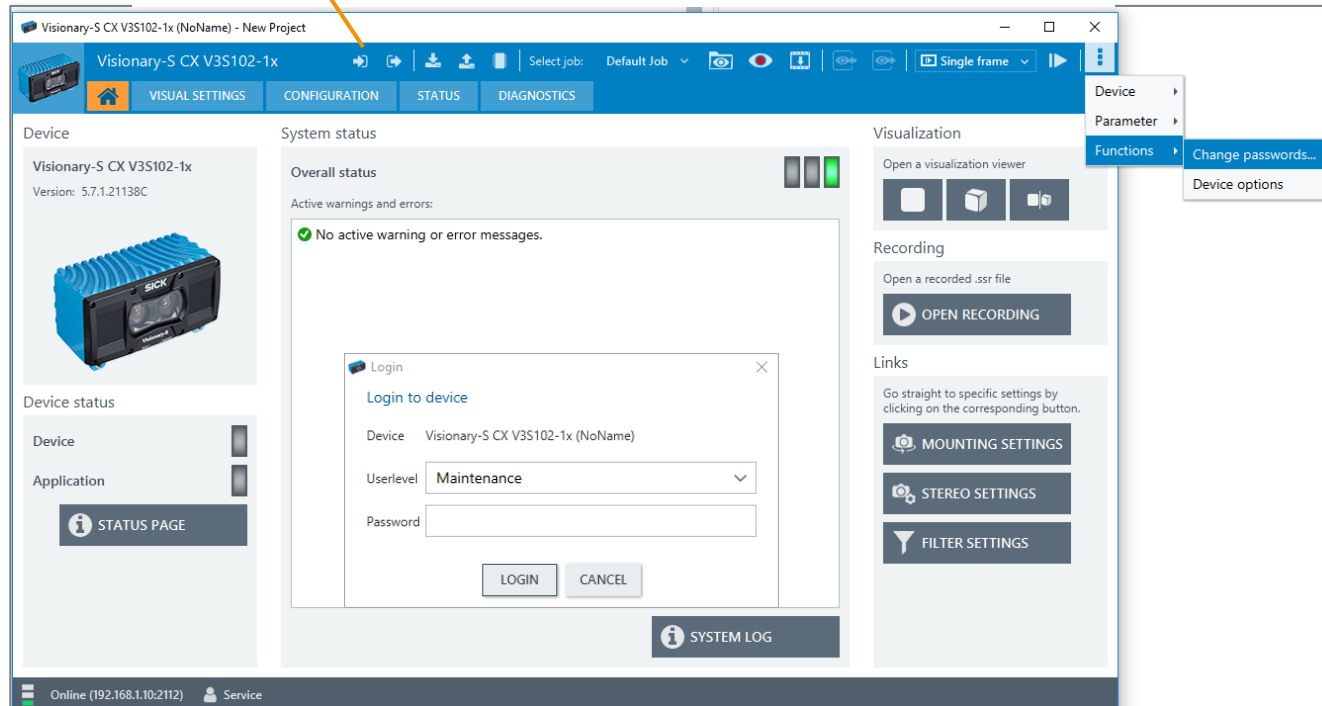 Visionary-S CX V3S102-1x (NoName) - New Project
Visionary-S CX V3S102-1x
Select job:
Default Job
Single frame
VISUAL SETTINGS
CONFIGURATION
STATUS
DIAGNOSTICS
Device
Parameter
Functions
Change passwords...
Device options
Device
Visionary-S CX V3S102-1x
Version: 5.7.1.21138C
SICK
Visionary-S
Device status
Device
Application
STATUS PAGE
System status
Overall status
Active warnings and errors:
No active warning or error messages.
Login
Login to device
Device Visionary-S CX V3S102-1x (NoName)
Userlevel Maintenance
Password
LOGIN CANCEL
SYSTEM LOG
Visualization
Open a visualization viewer
Recording
Open a recorded .ssr file
OPEN RECORDING
Links
Go straight to specific settings by
clicking on the corresponding button.
MOUNTING SETTINGS
STEREO SETTINGS
FILTER SETTINGS
Online (192.168.1.10:2112) Service